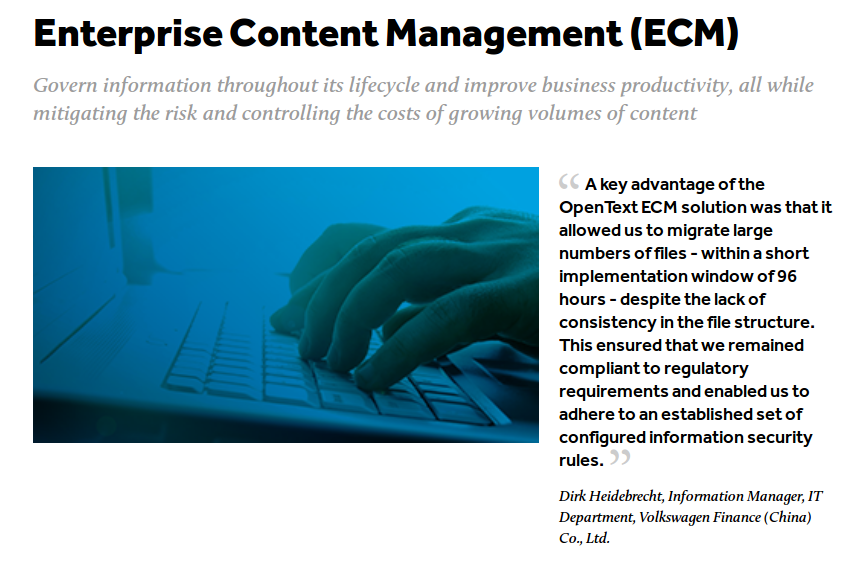 Enterprise Content Management (ECM)
Govern information throughout its lifecycle and improve business productivity, all while
mitigating the risk and controlling the costs of growing volumes of content
“ A key advantage of the
OpenText ECM solution was that it
allowed us to migrate large
numbers of files - within a short
implementation window of 96
hours - despite the lack of
consistency in the file structure.
This ensured that we remained
compliant to regulatory
requirements and enabled us to
adhere to an established set of
configured information security
rules. ”
Dirk Heidebrecht, Information Manager, IT
Department, Volkswagen Finance (China)
Co., Ltd.